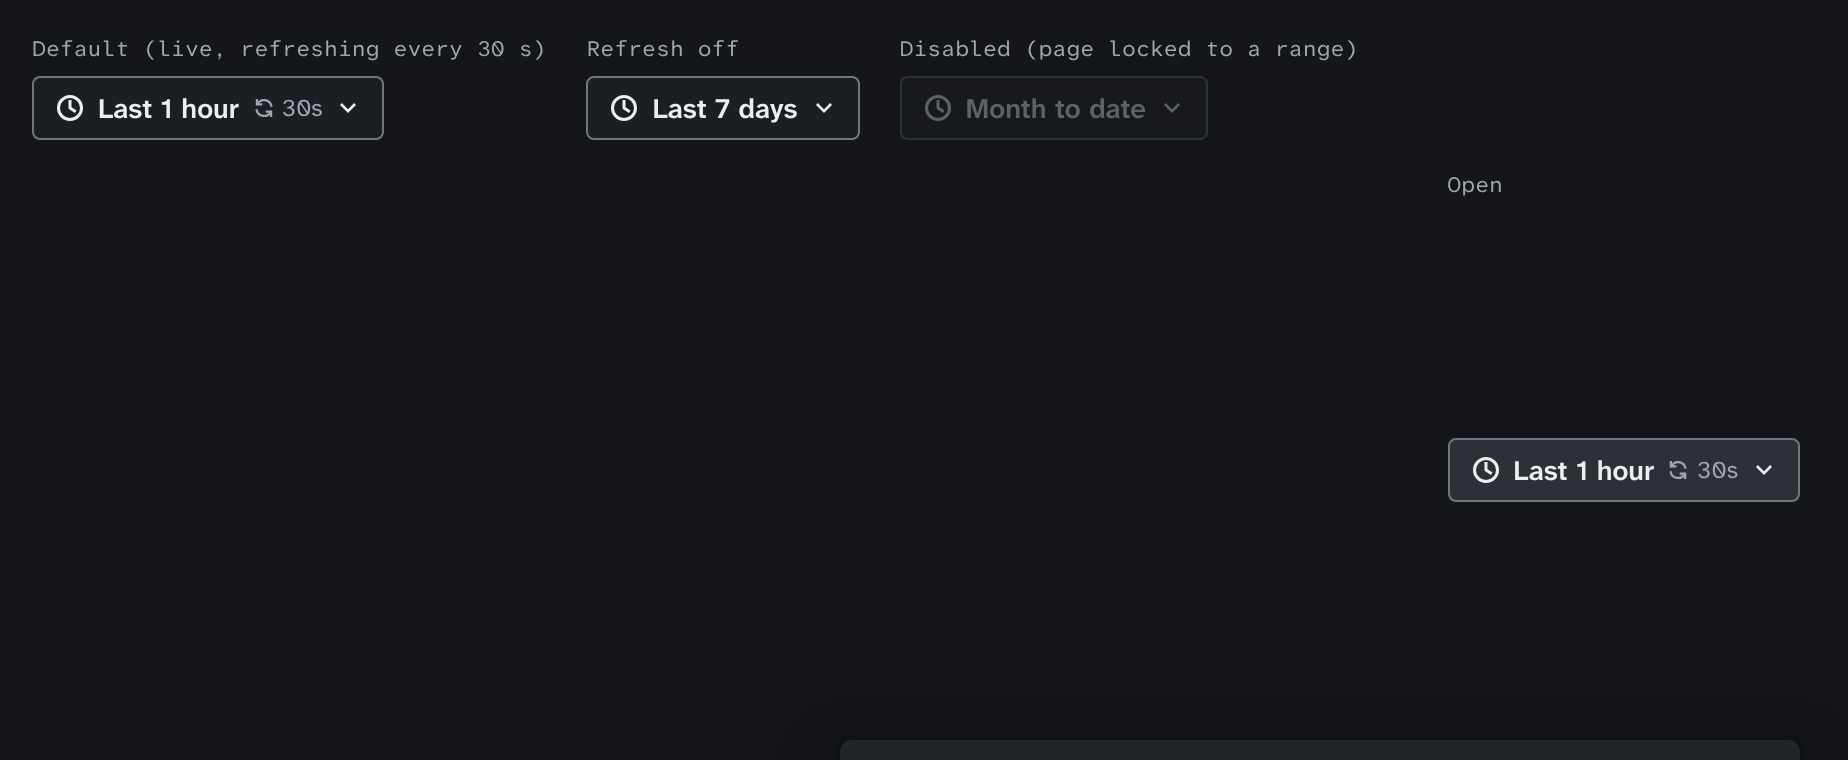 Default (live, refreshing every 30 s)
Refresh off
Disabled (page locked to a range)
Last 1 hour 30s
Last 7 days
Month to date
Open
Last 1 hour 30s